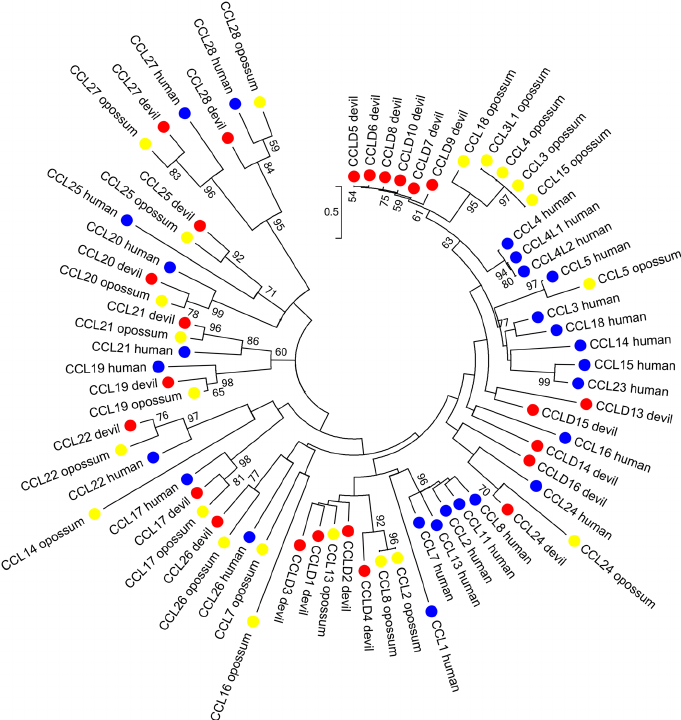 CCLD5 devil
CCLD6 devil
CCLD8 devil
CCLD10 devil
CCLD7 devil
CCLD9 devil
CCL18 opossum
CCL3L1 opossum
CCL4 opossum
CCL3 opossum
CCL15 opossum
CCL4 human
CCL4L1 human
CCL4L2 human
CCL5 human
CCL5 opossum
CCL3 human
CCL18 human
CCL14 human
CCL15 human
CCL23 human
CCLD13 devil
CCLD15 devil
CCL16 human
CCLD14 devil
CCLD16 devil
CCL24 human
CCL24 opossum
CCL24 devil
CCL8 human
CCL11 human
CCL2 human
CCL13 human
CCL7 human
CCL1 human
CCL2 opossum
CCL8 opossum
CCLD4 devil
CCLD2 devil
CCL13 opossum
CCLD1 devil
CCLD3 devil
CCL16 opossum
CCL7 opossum
CCL26 human
CCL26 opossum
CCL26 devil
CCL17 opossum
CCL17 devil
CCL17 human
CCL14 opossum
CCL22 human
CCL22 opossum
CCL22 devil
CCL19 opossum
CCL19 devil
CCL19 human
CCL21 human
CCL21 opossum
CCL21 devil
CCL20 opossum
CCL20 devil
CCL20 human
CCL25 human
CCL25 opossum
CCL25 devil
CCL27 opossum
CCL27 devil
CCL27 human
CCL28 devil
CCL28 human
CCL28 opossum
0.5
54
75
59
61
95
97
63
94
80
97
77
99
70
96
96
92
77
81
98
97
76
65
98
60
86
96
78
99
71
92
95
96
83
84
59